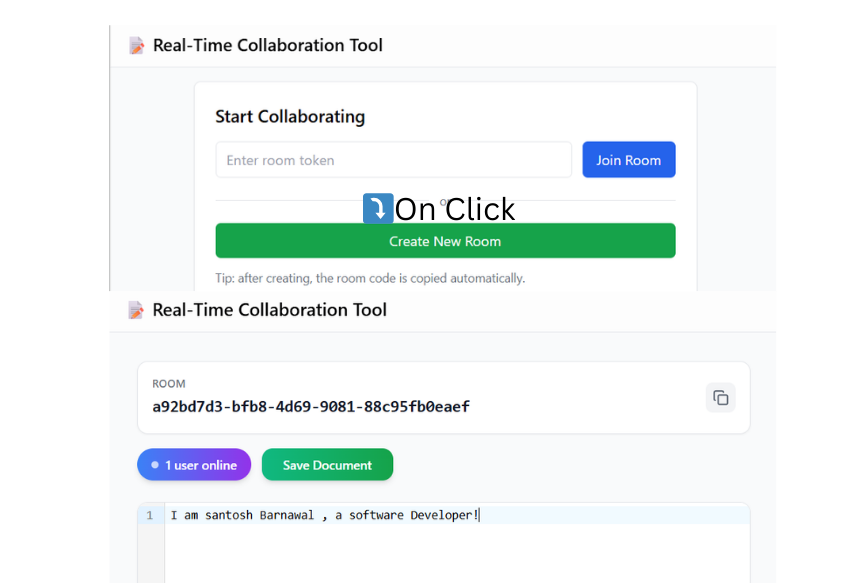 Real-Time Collaboration Tool
Start Collaborating
Enter room token
Join Room
On Click
Create New Room
Tip: after creating, the room code is copied automatically.
Real-Time Collaboration Tool
ROOM
a92bd7d3-bfb8-4d69-9081-88c95fb0eaef
1 user online
Save Document
1 I am santosh Barnawal , a software Developer!